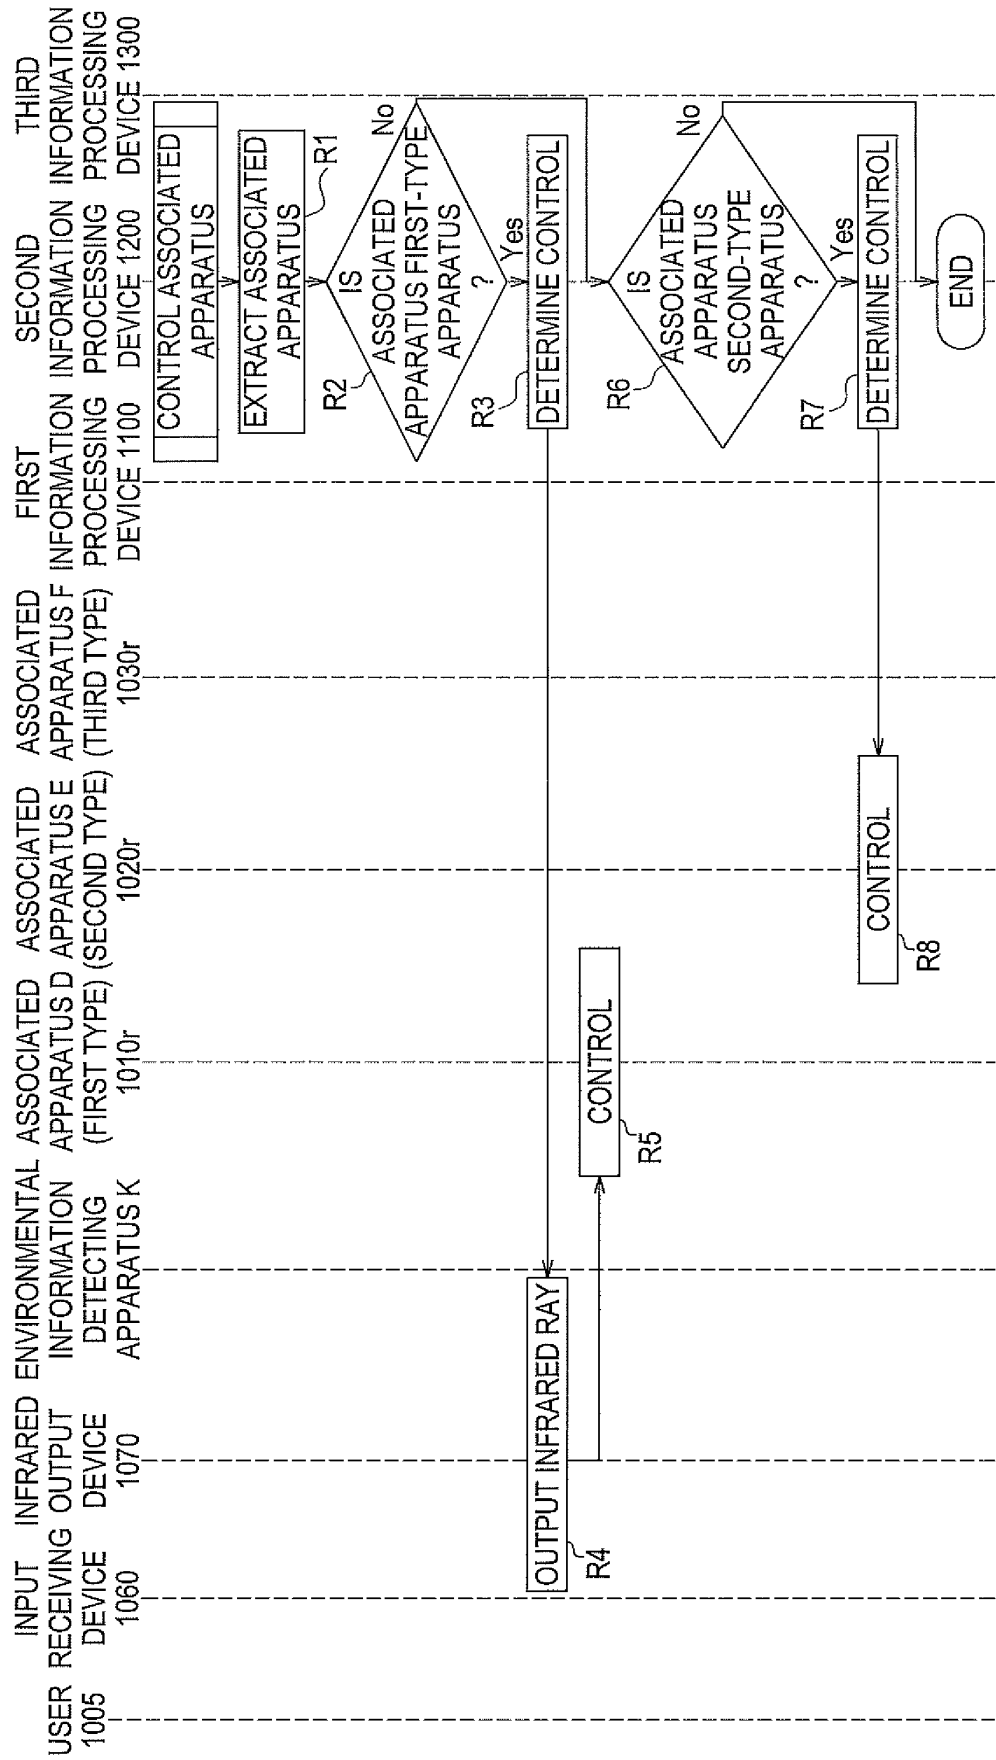 USER
1005
INPUT
RECEIVING
DEVICE
1060
INFRARED
OUTPUT
DEVICE
1070
ENVIRONMENTAL
INFORMATION
DETECTING
APPARATUS K
ASSOCIATED
APPARATUS D
(FIRST TYPE)
1010r
ASSOCIATED
APPARATUS E
(SECOND TYPE)
1020r
ASSOCIATED
APPARATUS F
(THIRD TYPE)
1030r
FIRST
INFORMATION
PROCESSING
DEVICE 1100
SECOND
INFORMATION
PROCESSING
DEVICE 1200
THIRD
INFORMATION
PROCESSING
DEVICE 1300
CONTROL ASSOCIATED
APPARATUS
EXTRACT ASSOCIATED
APPARATUS
R1
IS
ASSOCIATED
APPARATUS FIRST-TYPE
APPARATUS
?
R2
No
Yes
DETERMINE CONTROL
R3
OUTPUT INFRARED RAY
R4
CONTROL
R5
IS
ASSOCIATED
APPARATUS
SECOND-TYPE
APPARATUS
?
R6
No
Yes
DETERMINE CONTROL
R7
CONTROL
R8
END